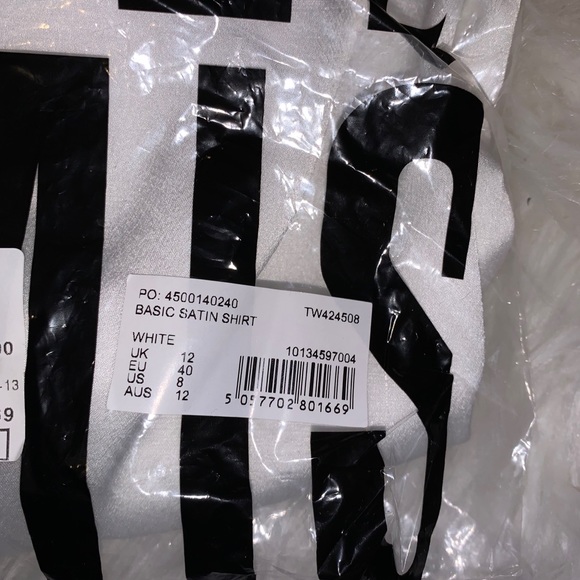 PO: 4500140240
BASIC SATIN SHIRT
TW424508
WHITE
UK 12
EU 40
US 8
AUS 12
10134597004
5 057702 801669